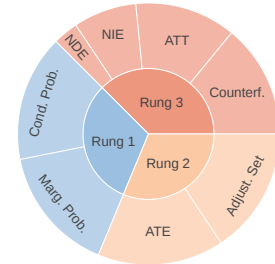 NDE
NIE
ATT
Counterf.
Cond. Prob.
Rung 3
Rung 1
Rung 2
Marg. Prob.
ATE
Adjust. Set